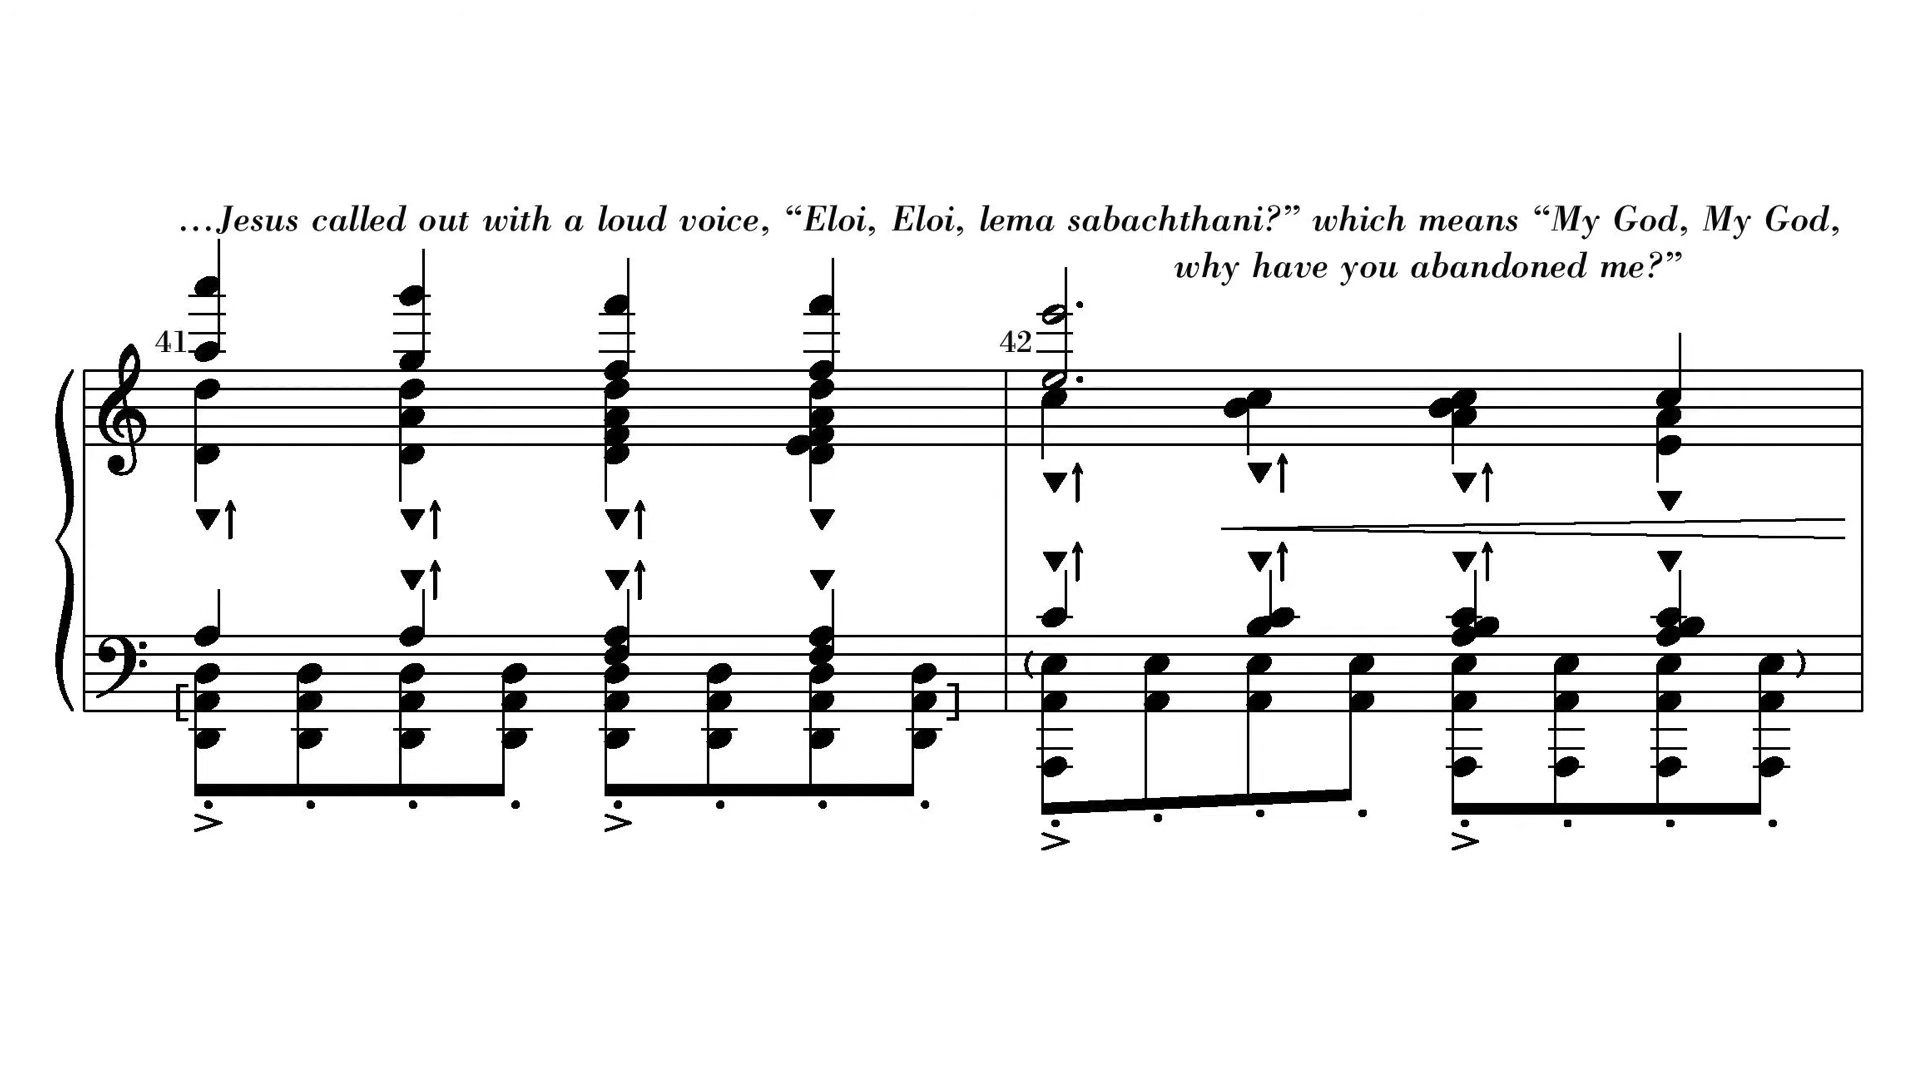 …Jesus called out with a loud voice, “Eloi, Eloi, lema sabachthani?” which means “My God, My God,
why have you abandoned me?”
41
42